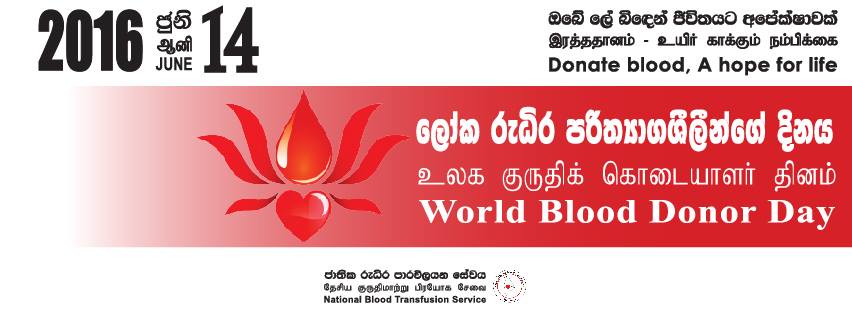 2016 ජුනි ஆனி JUNE 14
ඔබේ ලේ බිඳෙන් ජීවිතයට අපේක්ෂාවක්
இரத்ததானம் - உயிர் காக்கும் நம்பிக்கை
Donate blood, A hope for life
ලෝක රුධිර පරිත්‍යාගශීලීන්ගේ දිනය
உலக குருதிக் கொடையாளர் தினம்
World Blood Donor Day
ජාතික රුධිර පාරවිලයන සේවය
தேசிய குருதிமாற்று பிரயோக சேவை
National Blood Transfusion Service